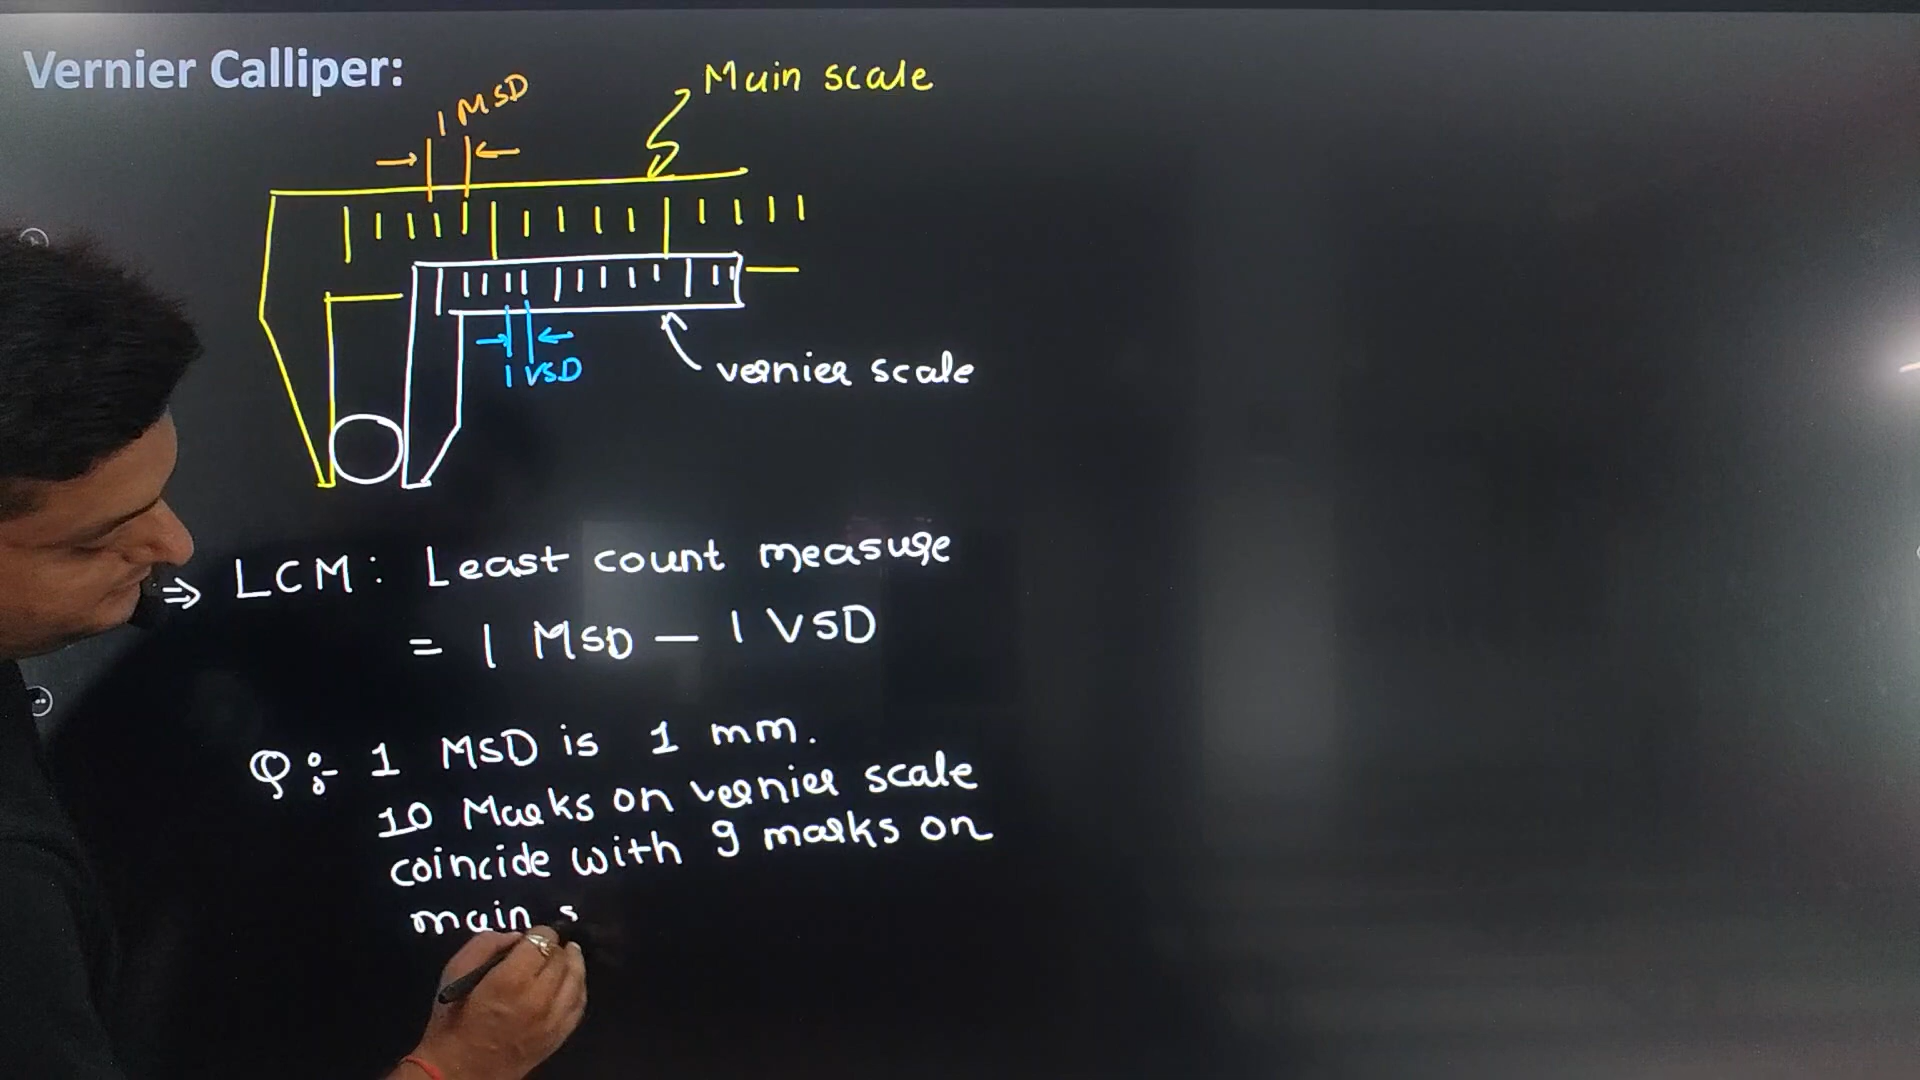 Vernier Calliper:
1 MSD
Main scale
1 VSD
vernier scale
⇒ LCM: Least count measure
= 1 MSD - 1 VSD
Q:- 1 MSD is 1 mm.
10 Marks on vernier scale
coincide with 9 marks on
main s